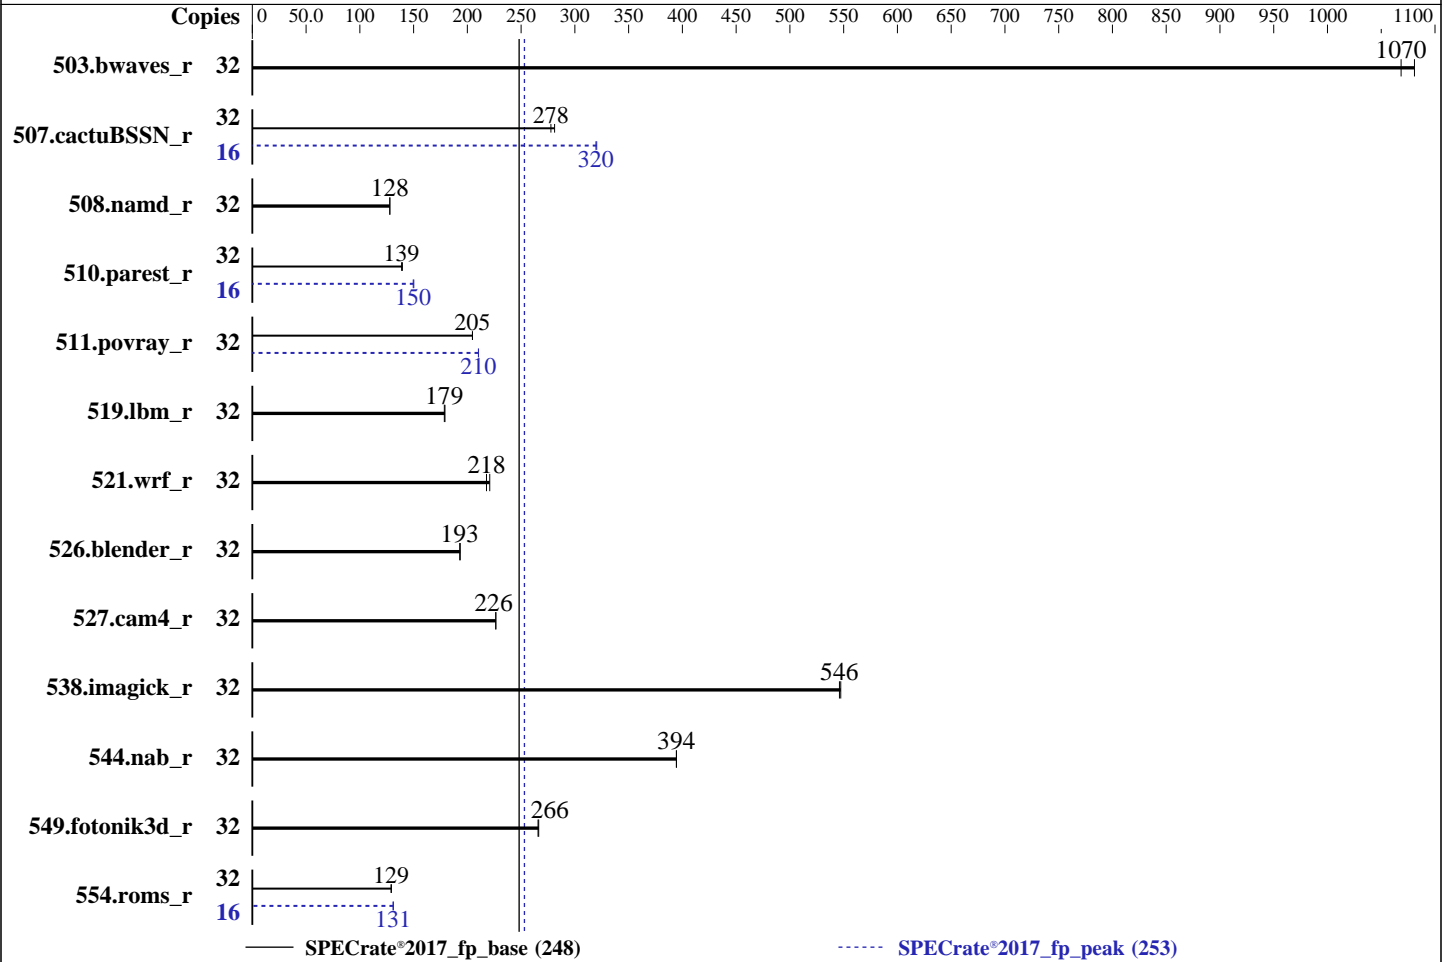 Copies 0 50.0 100 150 200 250 300 350 400 450 500 550 600 650 700 750 800 850 900 950 1000 1100
1070
503.bwaves_r 32
32 278
507.cactuBSSN_r
16 320
128
508.namd_r 32
32 139
510.parest_r
16 150
205
511.povray_r 32
210
179
519.lbm_r 32
218
521.wrf_r 32
193
526.blender_r 32
226
527.cam4_r 32
546
538.imagick_r 32
394
544.nab_r 32
266
549.fotonik3d_r 32
32 129
554.roms_r
16 131
SPECrate®2017_fp_base (248) SPECrate®2017_fp_peak (253)